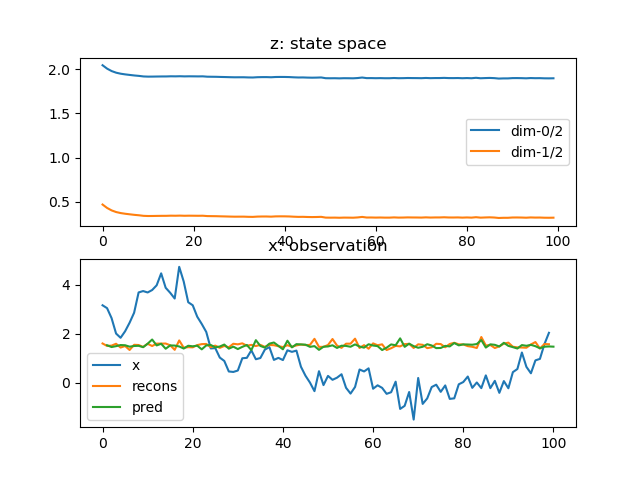 z: state space
2.0
1.5
1.0
0.5
dim-0/2
dim-1/2
0 20 40 60 80 100
x: observation
4
2
0
x
recons
pred
0 20 40 60 80 100